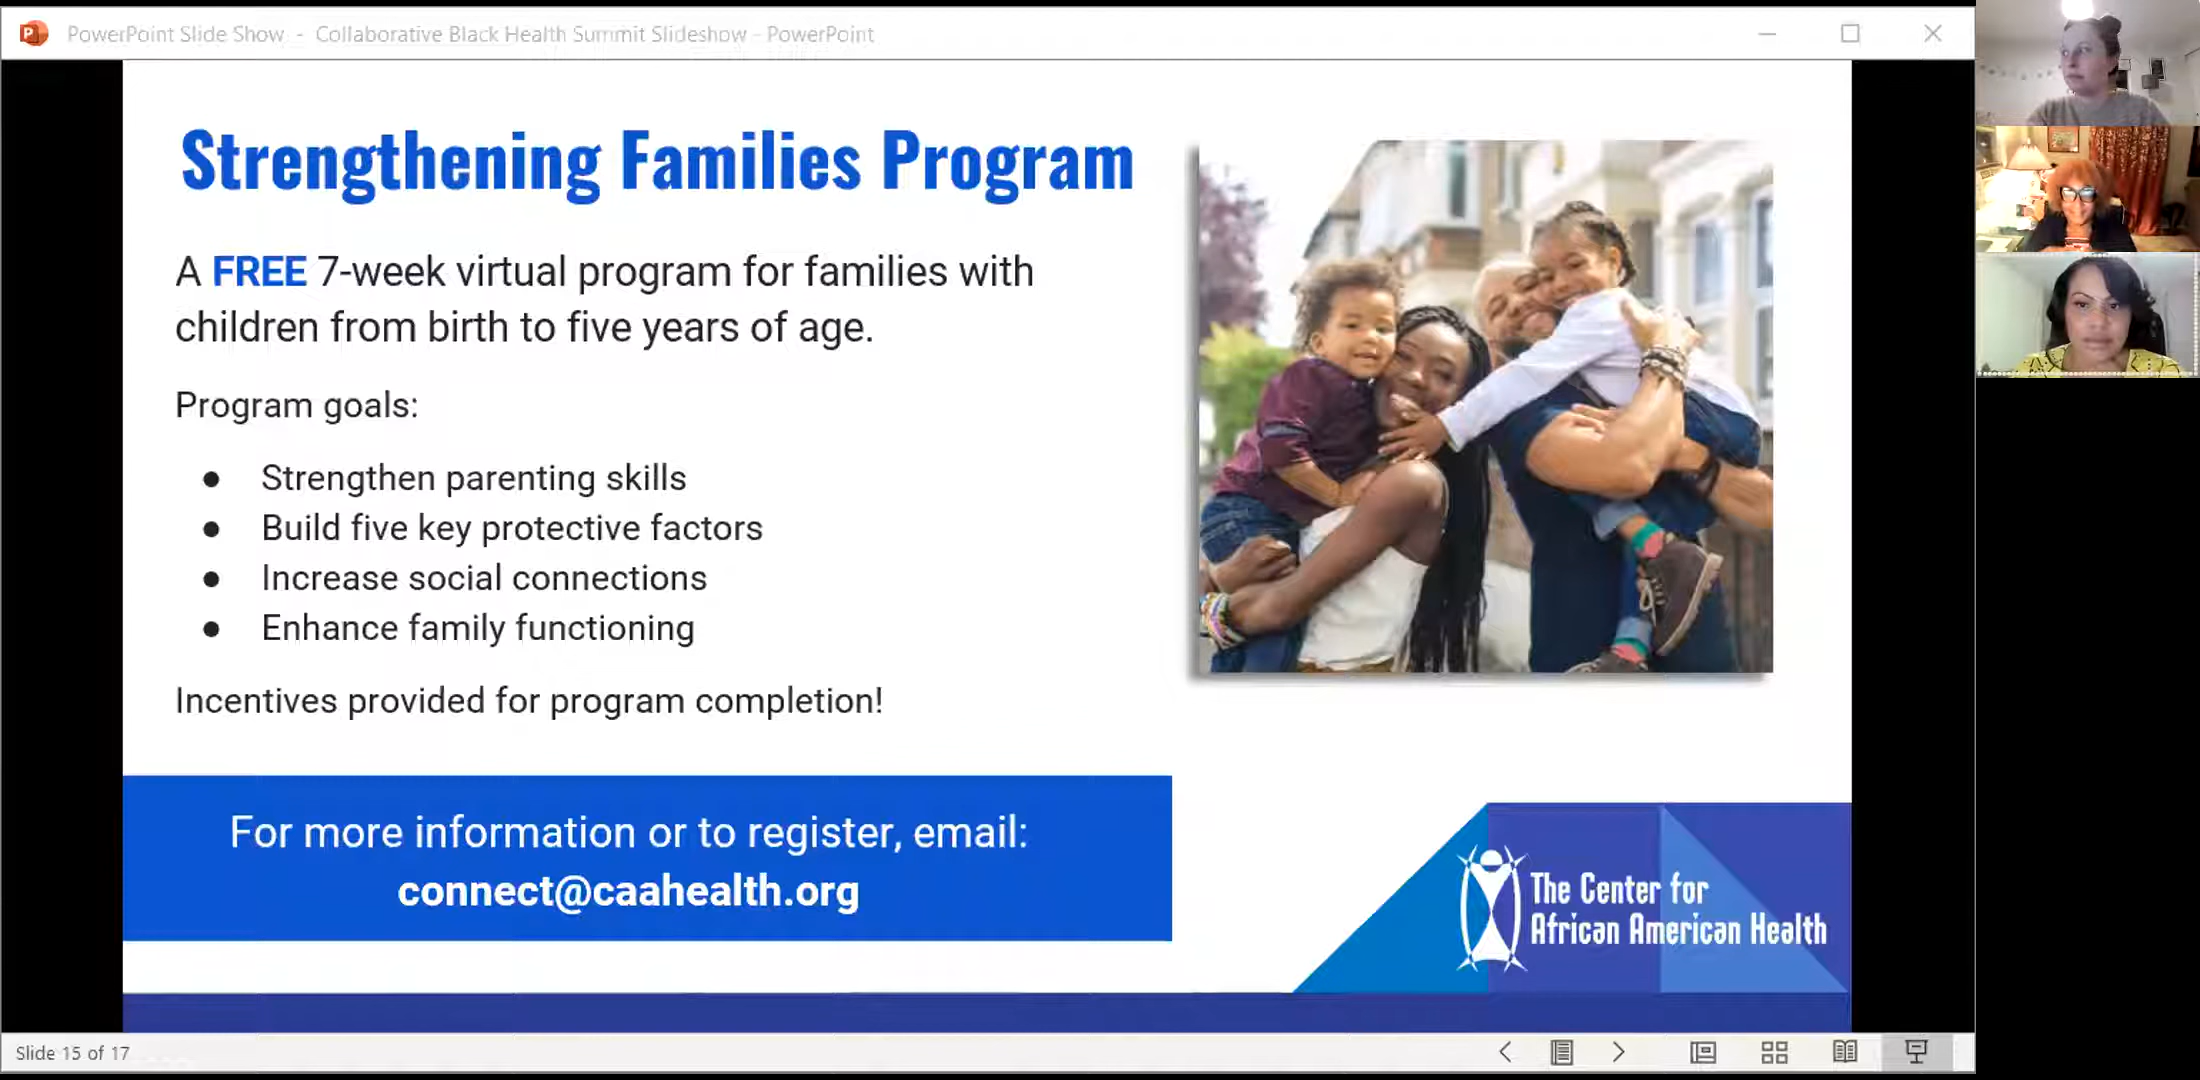 PowerPoint Slide Show - Collaborative Black Health Summit Slideshow - PowerPoint
Strengthening Families Program
A FREE 7-week virtual program for families with
children from birth to five years of age.
Program goals:
● Strengthen parenting skills
● Build five key protective factors
● Increase social connections
● Enhance family functioning
Incentives provided for program completion!
For more information or to register, email:
connect@caahealth.org
The Center for
African American Health
Slide 15 of 17